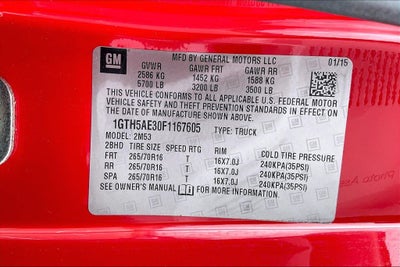 GM
MFD BY GENERAL MOTORS LLC
GVWR GAWR FRT GAWR RR 01/15
2586 KG 1452 KG 1588 KG
5700 LB 3200 LB 3500 LB
THIS VEHICLE CONFORMS TO ALL APPLICABLE U.S. FEDERAL MOTOR
VEHICLE SAFETY AND THEFT PREVENTION STANDARDS IN EFFECT ON
THE DATE OF MANUFACTURE SHOWN ABOVE.
1GTH5AE30F1167605 TYPE: TRUCK
MODEL: 2M53
2BHD TIRE SIZE SPEED RTG RIM COLD TIRE PRESSURE
FRT 265/70R16 16X7.0J 240KPA(35PSI)
RR 265/70R16 16X7.0J 240KPA(35PSI)
SPA 265/70R16 16X7.0J 240KPA(35PSI)
SEE OWNER'S MANUAL FOR MORE INFORMATION.